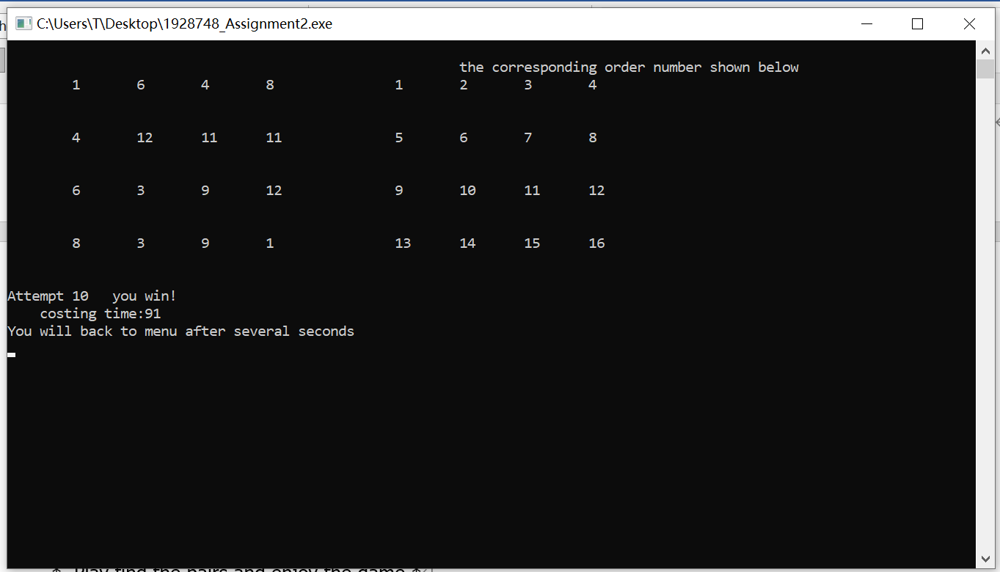 C:\Users\T\Desktop\1928748_Assignment2.exe
the corresponding order number shown below
1 6 4 8 1 2 3 4
4 12 11 11 5 6 7 8
6 3 9 12 9 10 11 12
8 3 9 1 13 14 15 16
Attempt 10 you win!
costing time:91
You will back to menu after several seconds
* Play find the pairs and enjoy the game *